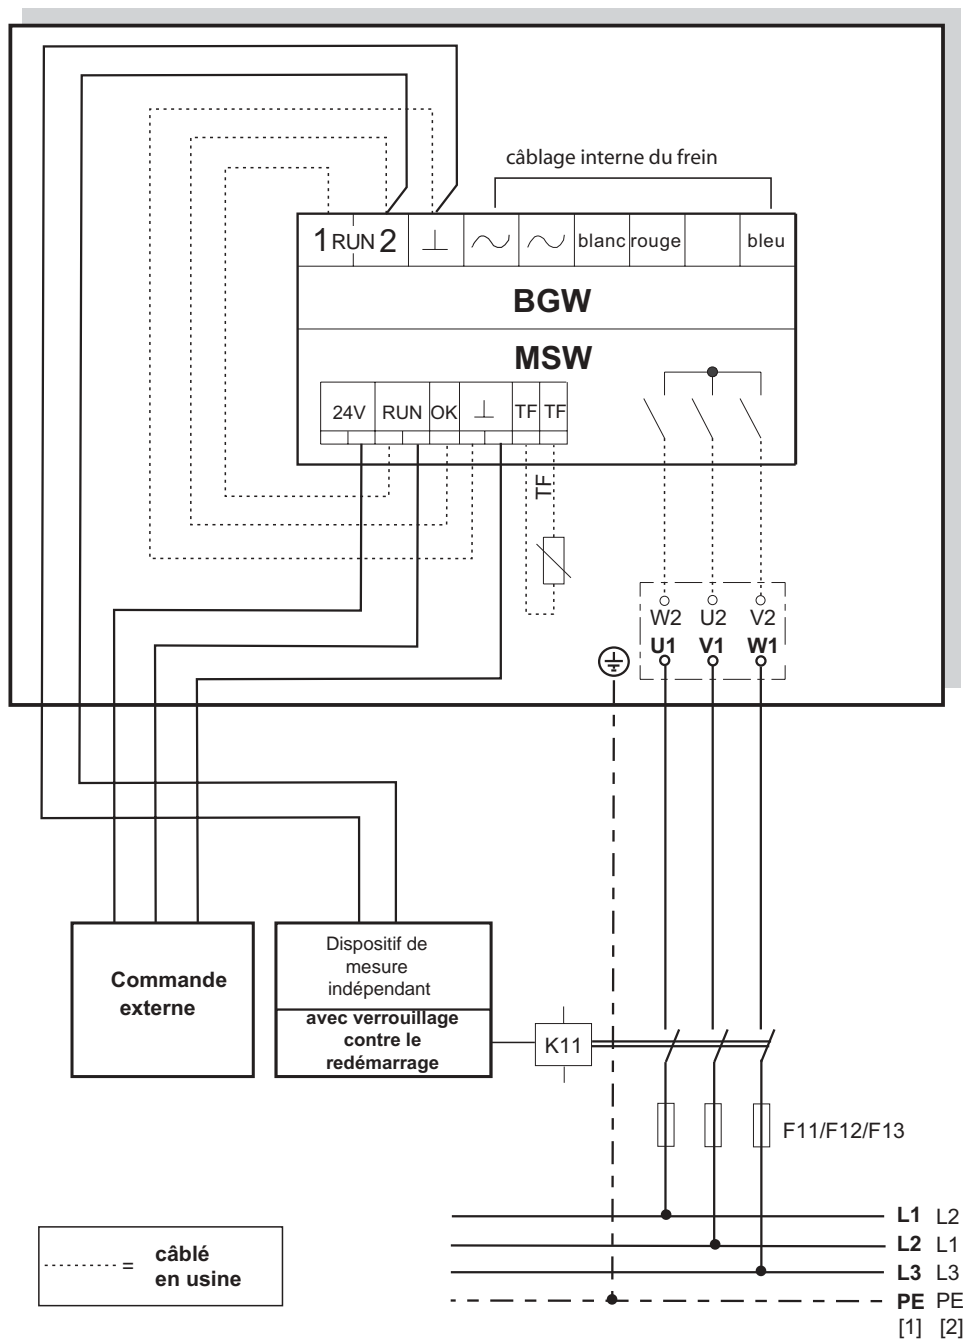 câblage interne du frein
1 RUN 2 ⊥ blanc rouge bleu
BGW
MSW
24V RUN OK ⊥ TF TF
TF
W2 U2 V2
U1 V1 W1
Commande
externe
Dispositif de
mesure
indépendant
avec verrouillage
contre le
redémarrage
K11
F11/F12/F13
L1 L2
L2 L1
L3 L3
PE PE
[1] [2]
= câblé
en usine